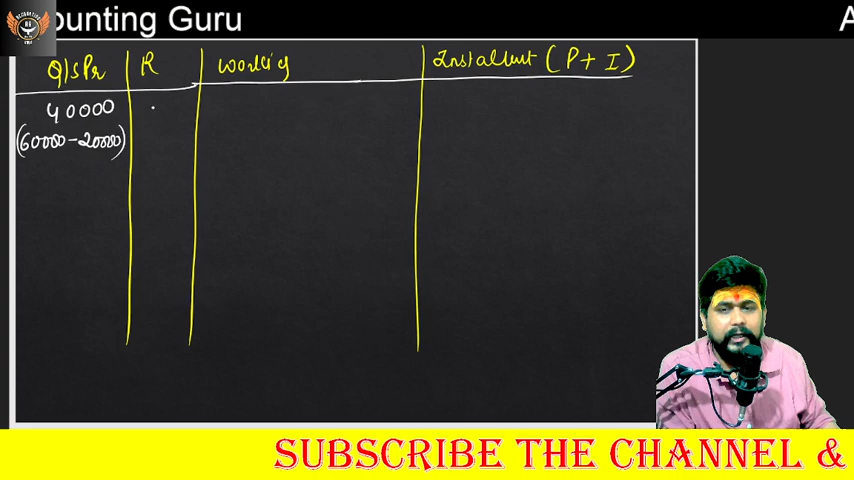 ounting Guru
A
O/s Pr R Working Installment (P + I)
40000
(60000-20000)
SUBSCRIBE THE CHANNEL &